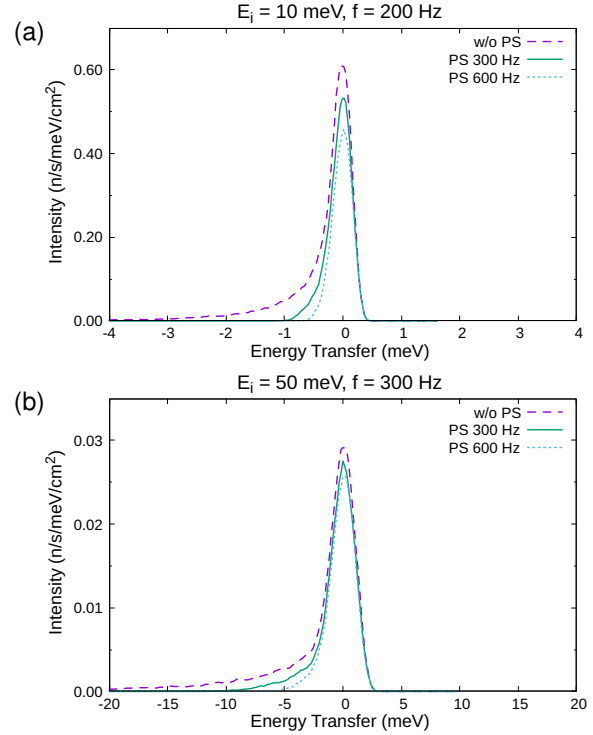 E_i = 10 meV, f = 200 Hz
(a)
w/o PS
PS 300 Hz
PS 600 Hz
Intensity (n/s/meV/cm²)
0.60
0.40
0.20
0.00
-4 -3 -2 -1 0 1 2 3 4
Energy Transfer (meV)
E_i = 50 meV, f = 300 Hz
(b)
w/o PS
PS 300 Hz
PS 600 Hz
Intensity (n/s/meV/cm²)
0.03
0.02
0.01
0.00
-20 -15 -10 -5 0 5 10 15 20
Energy Transfer (meV)